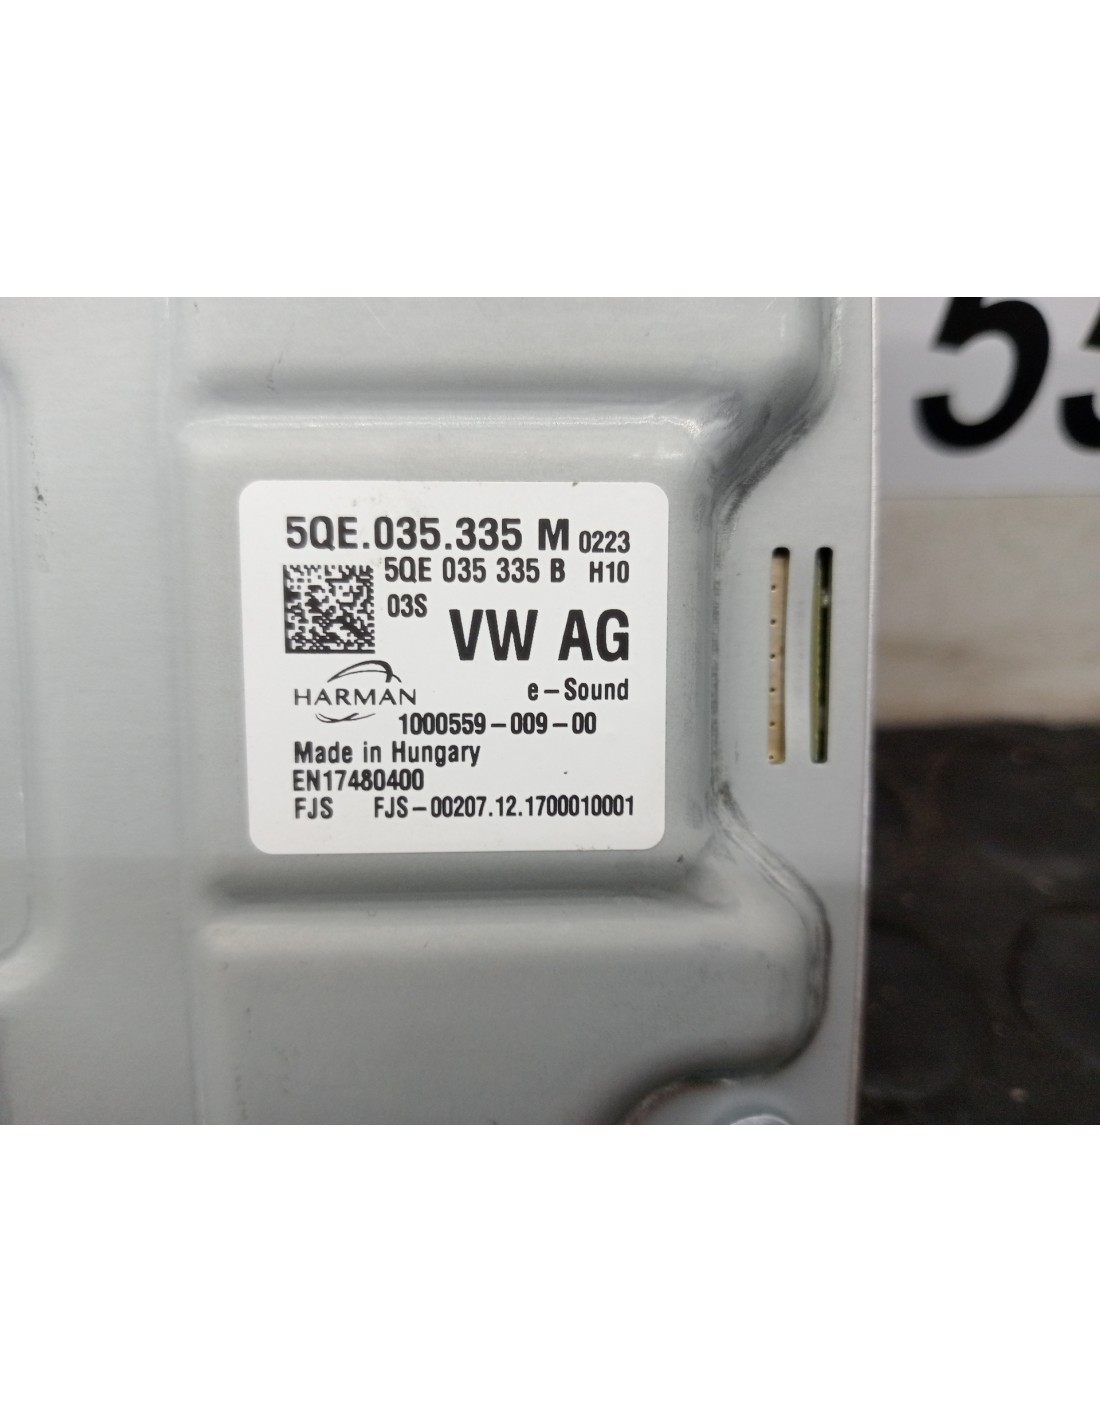 5QE.035.335 M 0223
5QE 035 335 B H10
03S
VW AG
HARMAN
e-Sound
1000559-009-00
Made in Hungary
EN17480400
FJS FJS-00207.12.1700010001
55